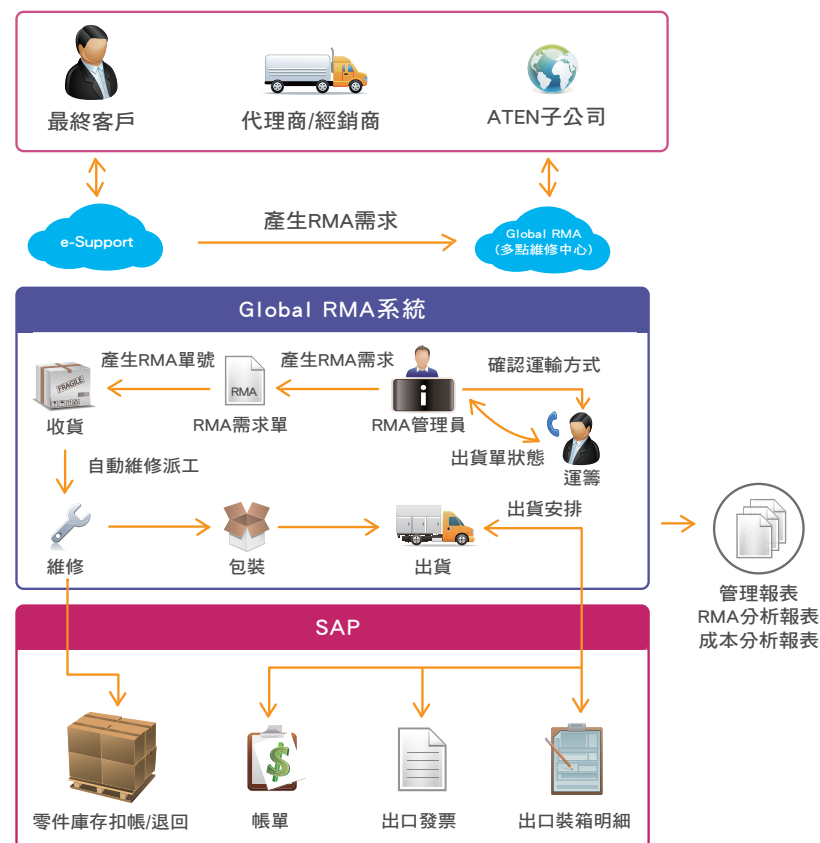 最終客戶
代理商/經銷商
ATEN子公司
產生RMA需求
e-Support
Global RMA
(多點維修中心)
Global RMA系統
產生RMA單號
產生RMA需求
確認運輸方式
FRAGILE
RMA
i
收貨
RMA需求單
RMA管理員
出貨單狀態
運籌
自動維修派工
出貨安排
維修
包裝
出貨
管理報表
RMA分析報表
成本分析報表
SAP
$
零件庫存扣帳/退回
帳單
出口發票
出口裝箱明細